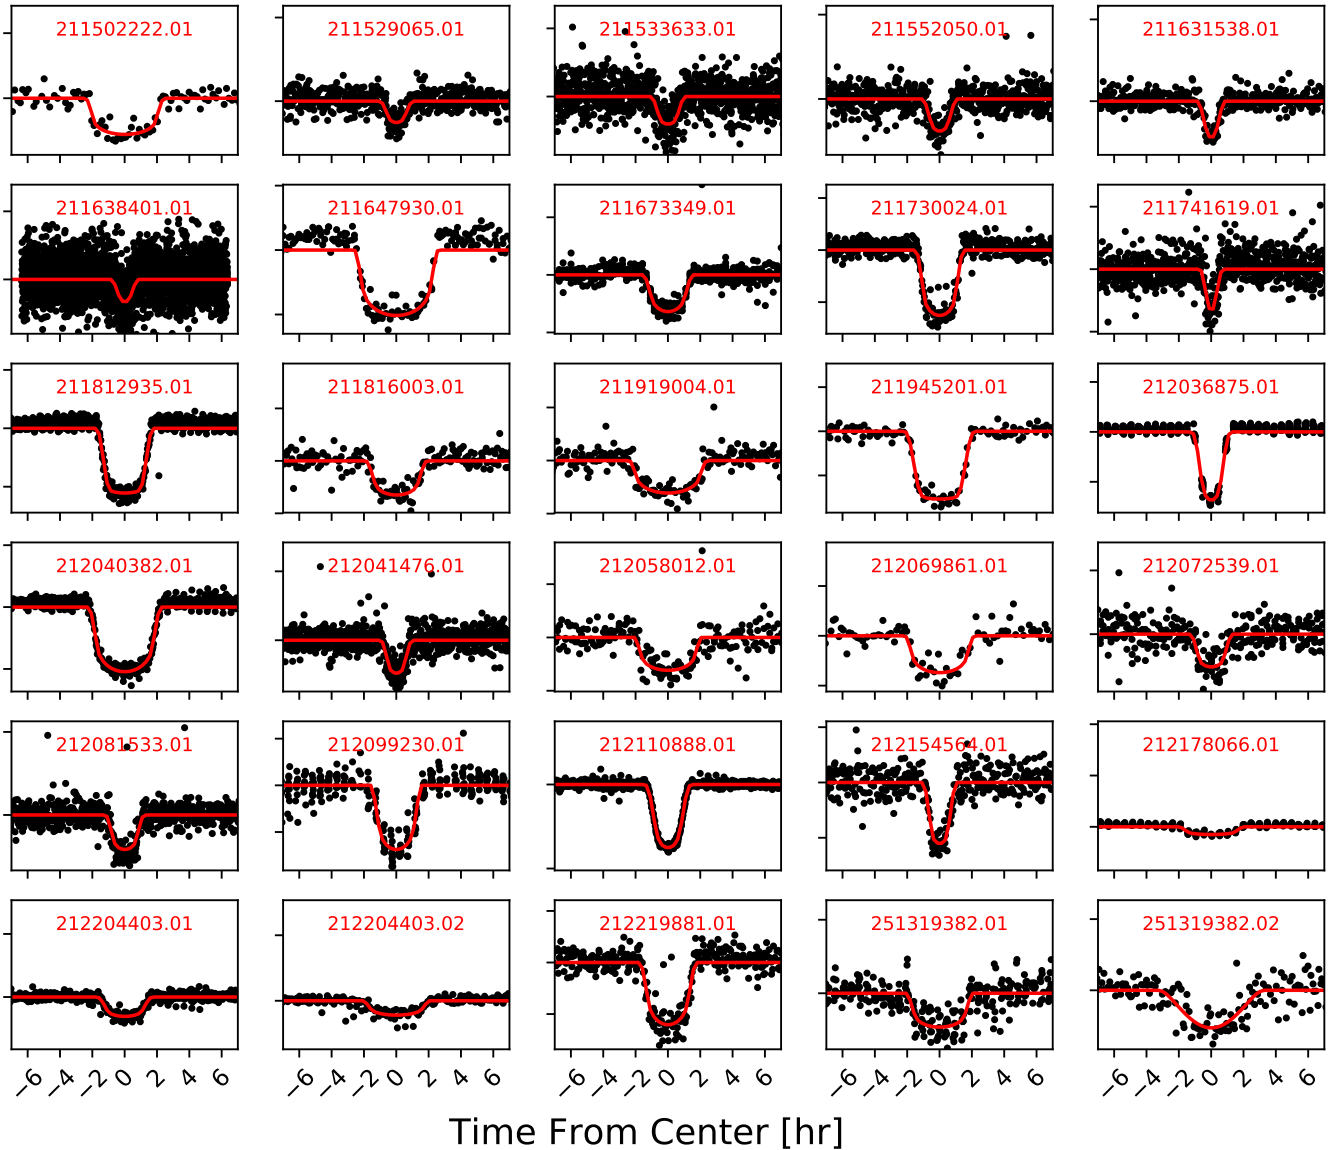 211502222.01 211529065.01 211533633.01 211552050.01 211631538.01
211638401.01 211647930.01 211673349.01 211730024.01 211741619.01
211812935.01 211816003.01 211919004.01 211945201.01 212036875.01
212040382.01 212041476.01 212058012.01 212069861.01 212072539.01
212081533.01 212099230.01 212110888.01 212154564.01 212178066.01
212204403.01 212204403.02 212219881.01 251319382.01 251319382.02
−6 −4 −2 0 2 4 6 −6 −4 −2 0 2 4 6 −6 −4 −2 0 2 4 6 −6 −4 −2 0 2 4 6 −6 −4 −2 0 2 4 6
Time From Center [hr]